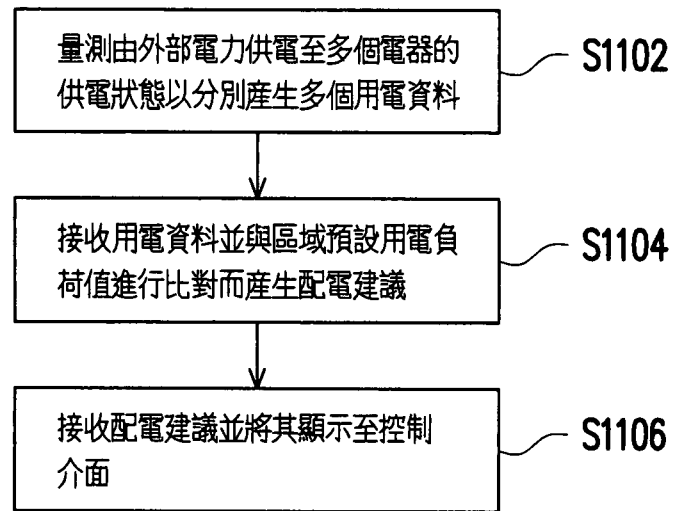 量測由外部電力供電至多個電器的
供電狀態以分別產生多個用電資料
S1102
接收用電資料並與區域預設用電負
荷值進行比對而產生配電建議
S1104
接收配電建議並將其顯示至控制
介面
S1106